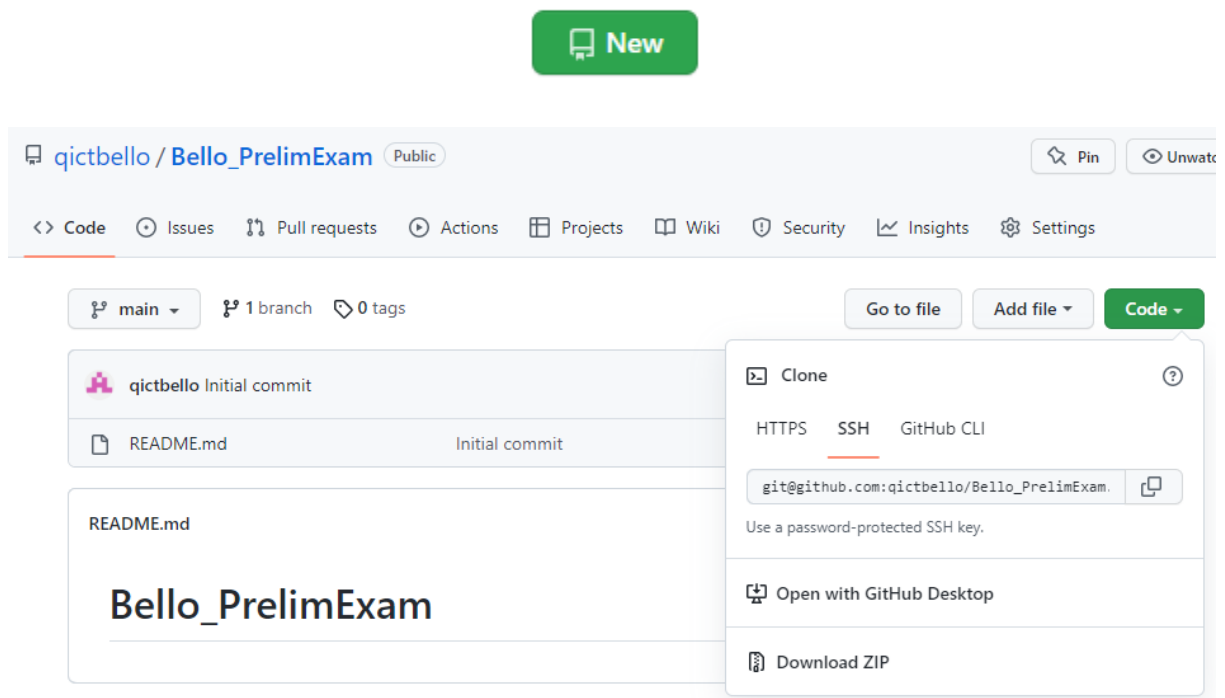 New
qictbello / Bello_PrelimExam Public
Pin Unwatc
Code Issues Pull requests Actions Projects Wiki Security Insights Settings
main 1 branch 0 tags Go to file Add file Code
qictbello Initial commit
README.md Initial commit
README.md
Bello_PrelimExam
Clone
HTTPS SSH GitHub CLI
git@github.com:qictbello/Bello_PrelimExam.
Use a password-protected SSH key.
Open with GitHub Desktop
Download ZIP